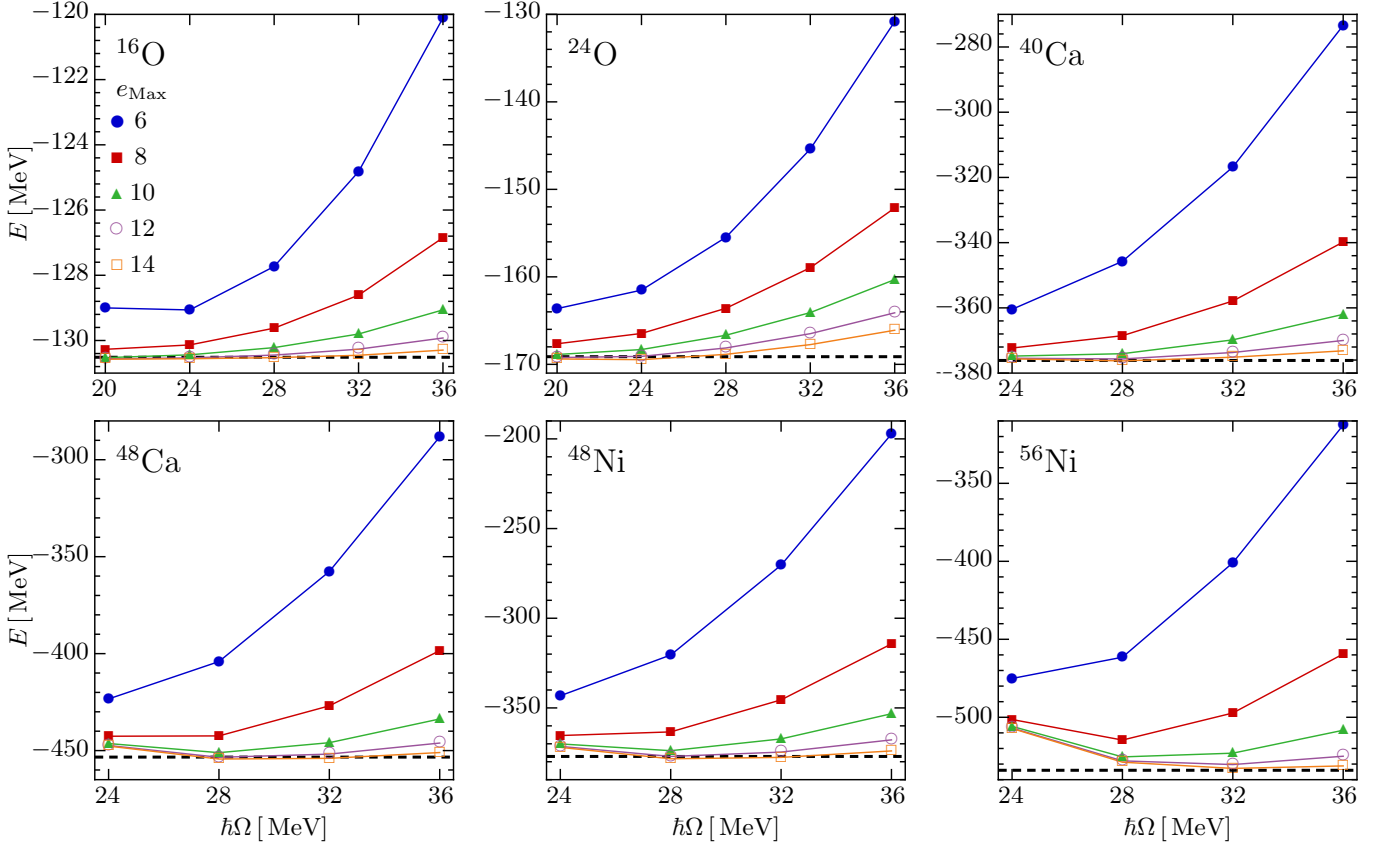 −120
−122
−124
−126
−128
−130
E [MeV]
¹⁶O
e_Max
6
8
10
12
14
20 24 28 32 36
−130
−140
−150
−160
−170
²⁴O
20 24 28 32 36
−280
−300
−320
−340
−360
−380
⁴⁰Ca
24 28 32 36
−300
−350
−400
−450
E [MeV]
⁴⁸Ca
24 28 32 36
ℏΩ [MeV]
−200
−250
−300
−350
⁴⁸Ni
24 28 32 36
ℏΩ [MeV]
−350
−400
−450
−500
⁵⁶Ni
24 28 32 36
ℏΩ [MeV]